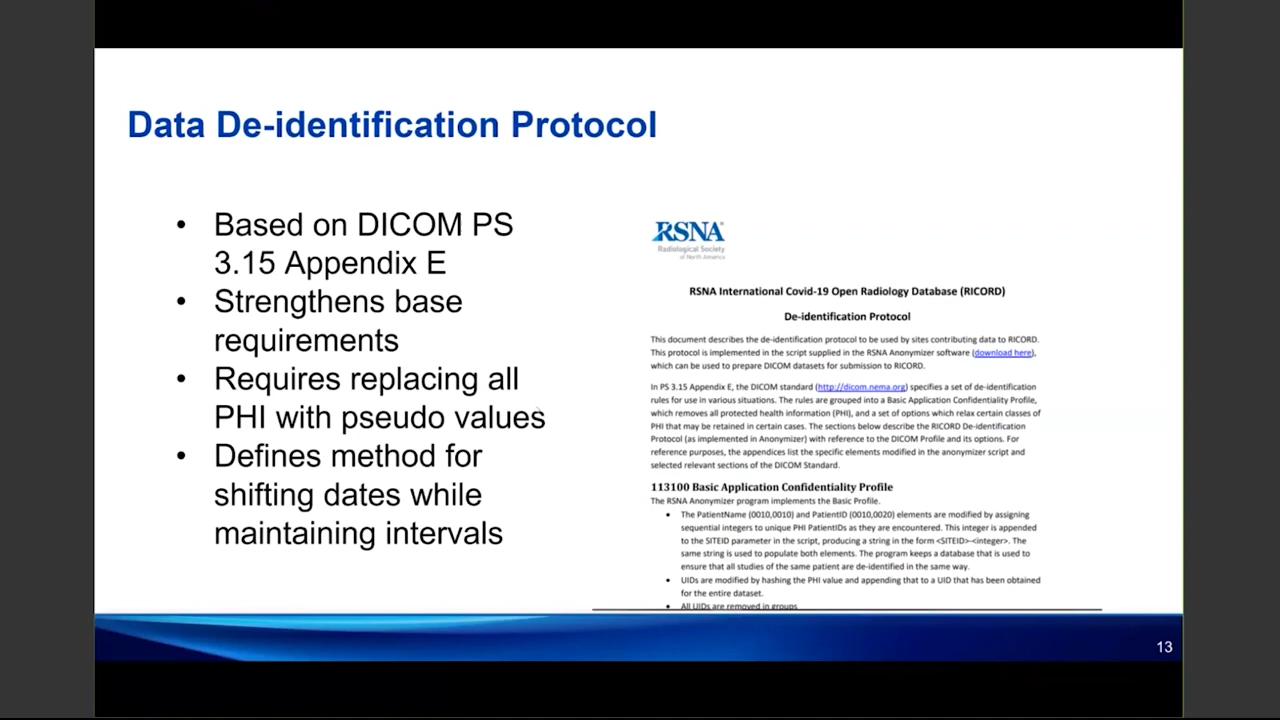 Data De-identification Protocol
• Based on DICOM PS
3.15 Appendix E
• Strengthens base
requirements
• Requires replacing all
PHI with pseudo values
• Defines method for
shifting dates while
maintaining intervals
RSNA
Radiological Society
of North America
RSNA International Covid-19 Open Radiology Database (RICORD)
De-identification Protocol
This document describes the de-identification protocol to be used by sites contributing data to RICORD.
This protocol is implemented in the script supplied in the RSNA Anonymizer software (download here),
which can be used to prepare DICOM datasets for submission to RICORD.
In PS 3.15 Appendix E, the DICOM standard (http://dicom.nema.org) specifies a set of de-identification
rules for use in various situations. The rules are grouped into a Basic Application Confidentiality Profile,
which removes all protected health information (PHI), and a set of options which relax certain classes of
PHI that may be retained in certain cases. The sections below describe the RICORD De-identification
Protocol (as implemented in Anonymizer) with reference to the DICOM Profile and its options. For
reference purposes, the appendices list the specific elements modified in the anonymizer script and
selected relevant sections of the DICOM Standard.
113100 Basic Application Confidentiality Profile
The RSNA Anonymizer program implements the Basic Profile.
• The PatientName (0010,0010) and PatientID (0010,0020) elements are modified by assigning
sequential integers to unique PHI PatientIDs as they are encountered. This integer is appended
to the SITEID parameter in the script, producing a string in the form <SITEID>-<integer>. The
same string is used to populate both elements. The program keeps a database that is used to
ensure that all studies of the same patient are de-identified in the same way.
• UIDs are modified by hashing the PHI value and appending that to a UID that has been obtained
for the entire dataset.
• All UIDs are removed in groups
13